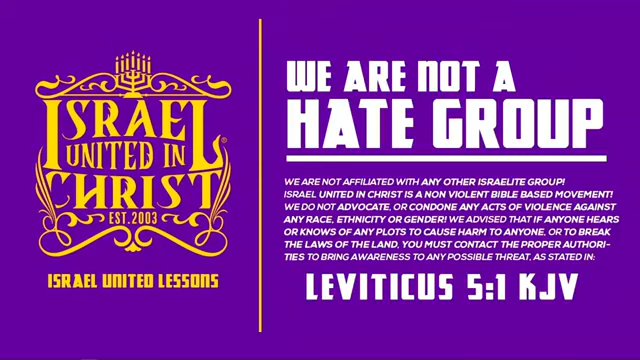 ISRAEL
UNITED IN
CHRIST
EST. 2003
ISRAEL UNITED LESSONS
WE ARE NOT A
HATE GROUP
WE ARE NOT AFFILIATED WITH ANY OTHER ISRAELITE GROUP!
ISRAEL UNITED IN CHRIST IS A NON VIOLENT BIBLE BASED MOVEMENT!
WE DO NOT ADVOCATE, OR CONDONE ANY ACTS OF VIOLENCE AGAINST
ANY RACE, ETHNICITY OR GENDER! WE ADVISED THAT IF ANYONE HEARS
OR KNOWS OF ANY PLOTS TO CAUSE HARM TO ANYONE, OR TO BREAK
THE LAWS OF THE LAND, YOU MUST CONTACT THE PROPER AUTHORI-
TIES TO BRING AWARENESS TO ANY POSSIBLE THREAT, AS STATED IN:
LEVITICUS 5:1 KJV